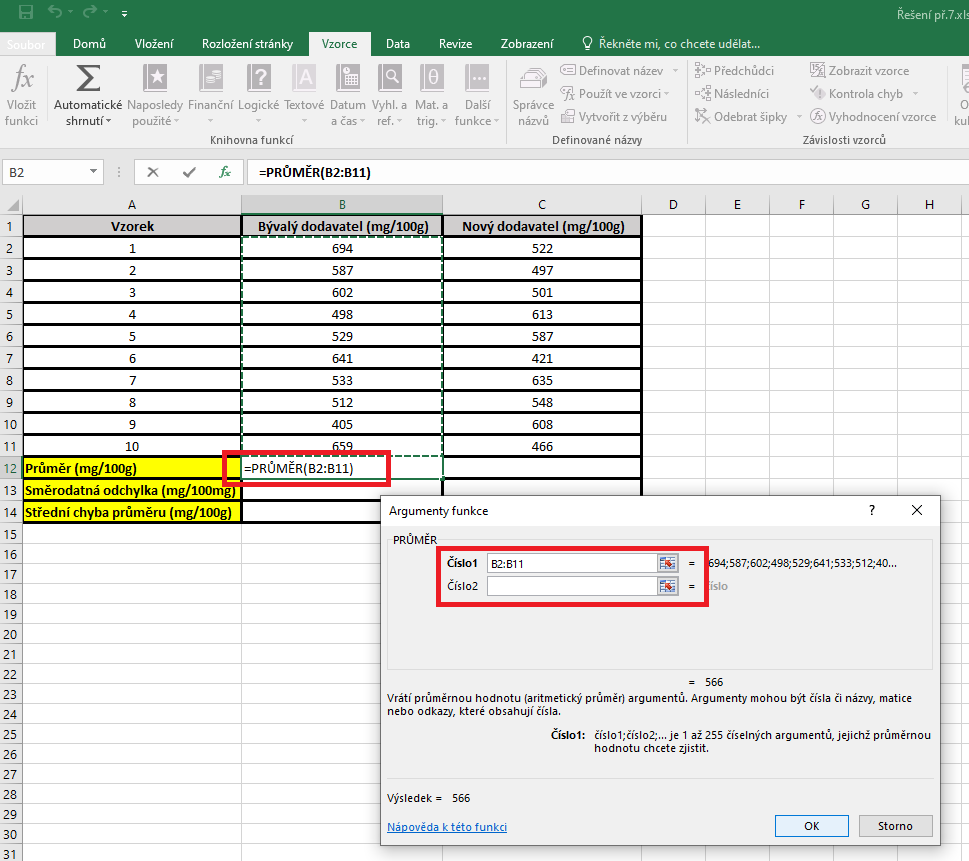 Řešení př.7.xls
Soubor Domů Vložení Rozložení stránky Vzorce Data Revize Zobrazení Řekněte mi, co chcete udělat...
fx Σ ? A θ
Vložit Automatické Naposledy Finanční Logické Textové Datum Vyhl. a Mat. a Další
funkci shrnutí použité a čas ref. trig. funkce
Knihovna funkcí
Správce
názvů
Definovat název
Použít ve vzorci
Vytvořit z výběru
Definované názvy
Předchůdci Zobrazit vzorce
Následníci Kontrola chyb
Odebrat šipky Vyhodnocení vzorce
Závislosti vzorců
B2 fx =PRŮMĚR(B2:B11)
A B C D E F G H
1 Vzorek Bývalý dodavatel (mg/100g) Nový dodavatel (mg/100g)
2 1 694 522
3 2 587 497
4 3 602 501
5 4 498 613
6 5 529 587
7 6 641 421
8 7 533 635
9 8 512 548
10 9 405 608
11 10 659 466
12 Průměr (mg/100g) =PRŮMĚR(B2:B11)
13 Směrodatná odchylka (mg/100mg)
14 Střední chyba průměru (mg/100g)
15
16
17
18
19
20
21
22
23
24
25
26
27
28
29
30
31
Argumenty funkce ?
PRŮMĚR
Číslo1 B2:B11 = 694;587;602;498;529;641;533;512;40...
Číslo2 = číslo
= 566
Vrátí průměrnou hodnotu (aritmetický průměr) argumentů. Argumenty mohou být čísla či názvy, matice
nebo odkazy, které obsahují čísla.
Číslo1: číslo1;číslo2;... je 1 až 255 číselných argumentů, jejichž průměrnou
hodnotu chcete zjistit.
Výsledek = 566
Nápověda k této funkci
OK Storno